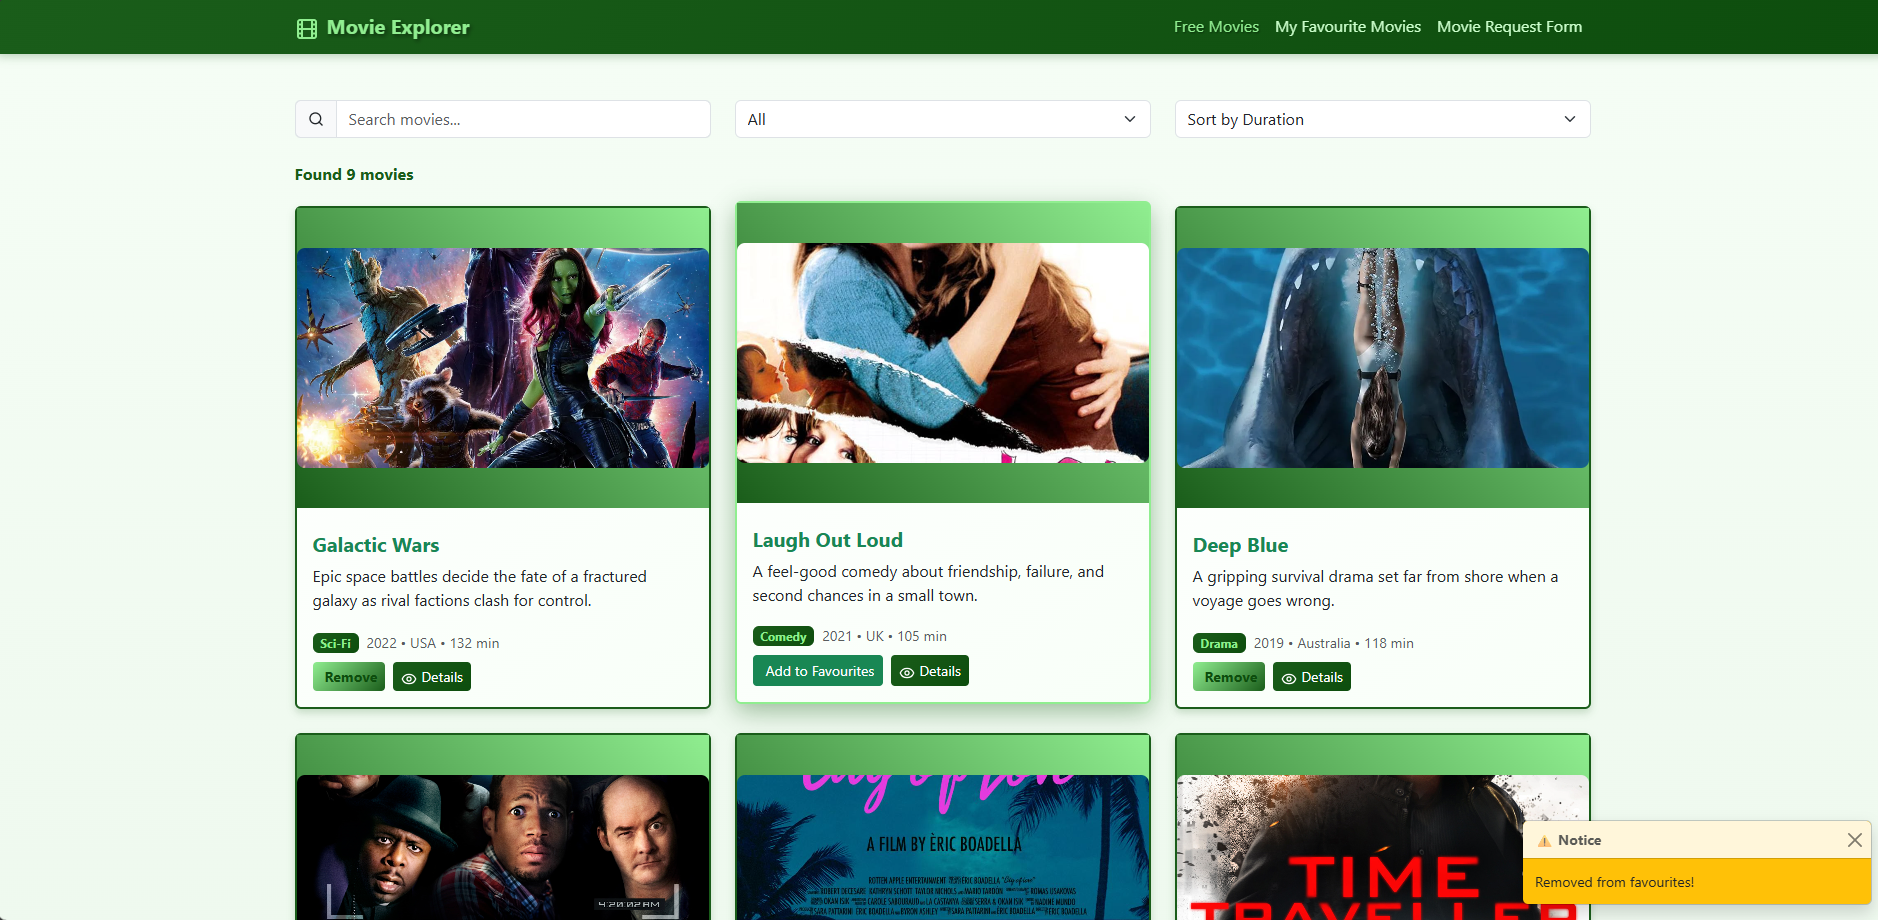 Movie Explorer
Free Movies
My Favourite Movies
Movie Request Form
Search movies...
All
Sort by Duration
Found 9 movies
Galactic Wars
Epic space battles decide the fate of a fractured
galaxy as rival factions clash for control.
Sci-Fi 2022 • USA • 132 min
Remove Details
Laugh Out Loud
A feel-good comedy about friendship, failure, and
second chances in a small town.
Comedy 2021 • UK • 105 min
Add to Favourites Details
Deep Blue
A gripping survival drama set far from shore when a
voyage goes wrong.
Drama 2019 • Australia • 118 min
Remove Details
4:20:02 AM
A FILM BY ÈRIC BOADELLA
TIME
TRAVELLER
Notice
Removed from favourites!